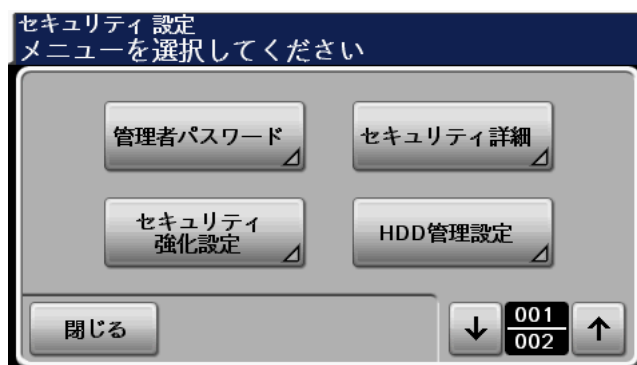 セキュリティ 設定
メニューを選択してください
管理者パスワード
セキュリティ詳細
セキュリティ
強化設定
HDD管理設定
閉じる
↓
001
002
↑